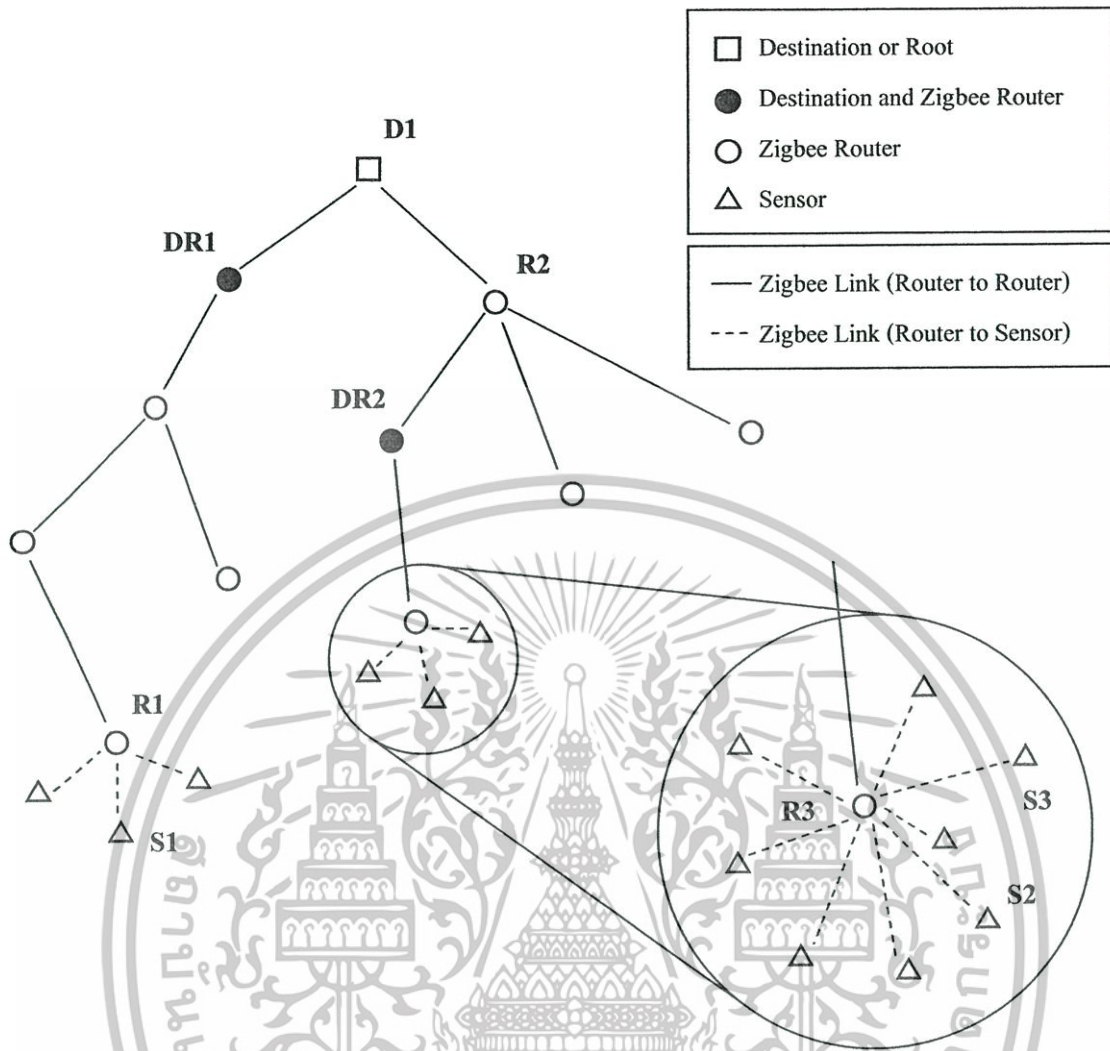 Destination or Root
Destination and Zigbee Router
Zigbee Router
Sensor
Zigbee Link (Router to Router)
Zigbee Link (Router to Sensor)
D1
DR1
R2
DR2
R1
S1
R3
S3
S2